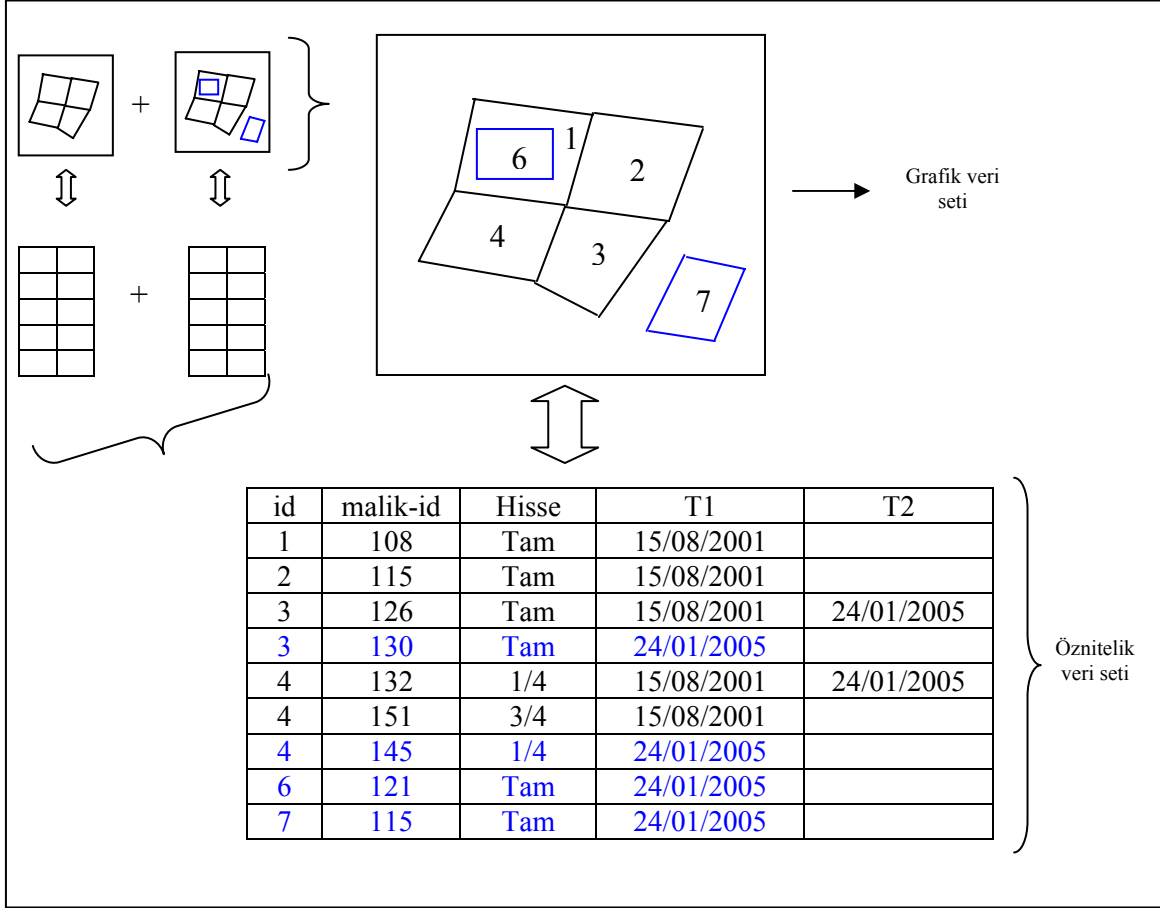 +
1
6
2
4
3
7
Grafik veri
seti
+
id malik-id Hisse T1 T2
1 108 Tam 15/08/2001
2 115 Tam 15/08/2001
3 126 Tam 15/08/2001 24/01/2005
3 130 Tam 24/01/2005
4 132 1/4 15/08/2001 24/01/2005
4 151 3/4 15/08/2001
4 145 1/4 24/01/2005
6 121 Tam 24/01/2005
7 115 Tam 24/01/2005
Öznitelik
veri seti